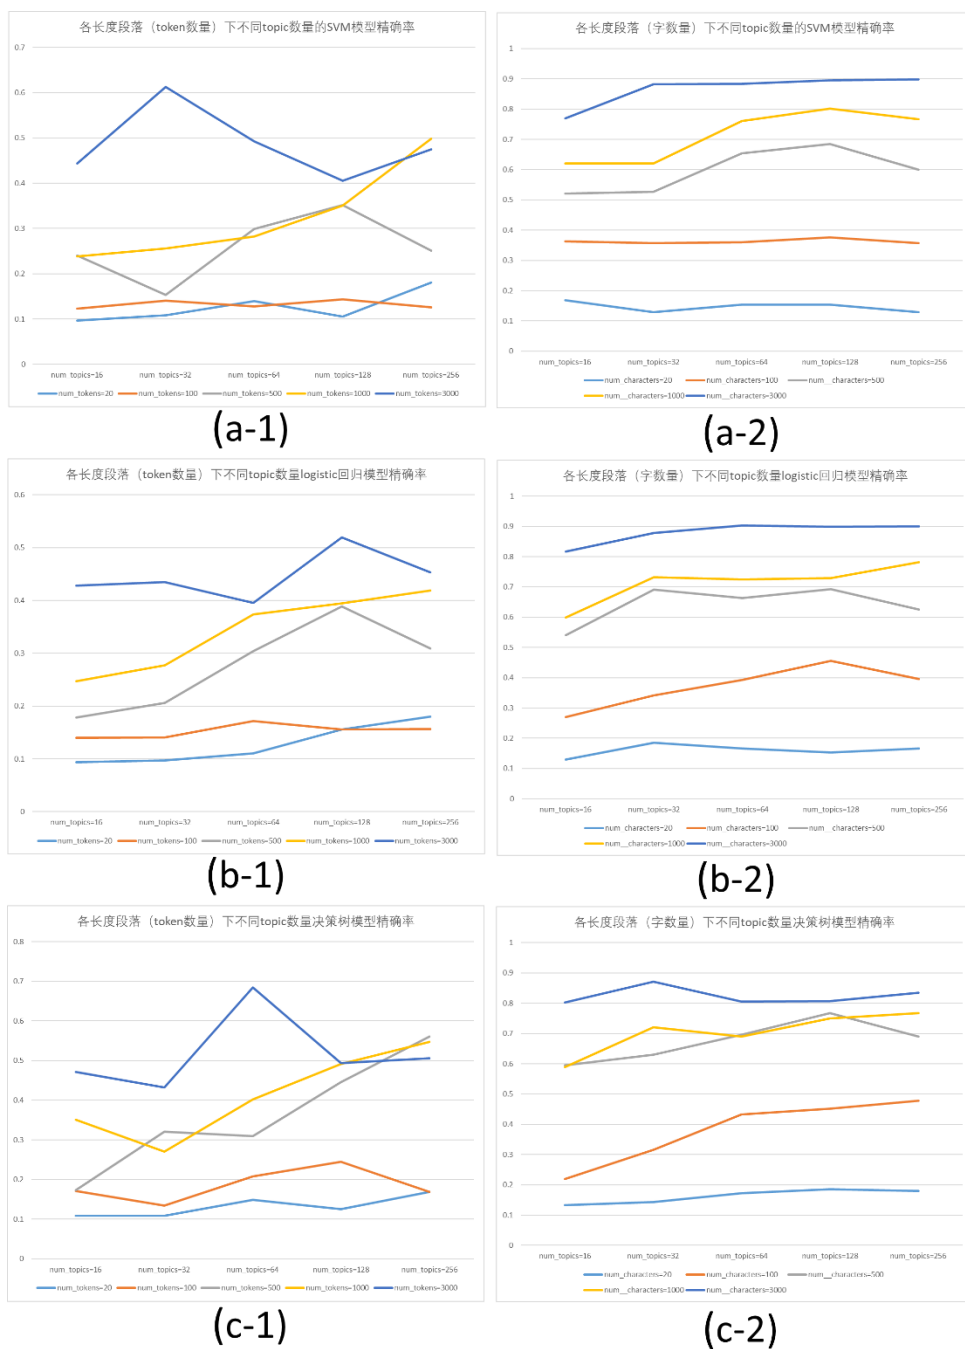 各长度段落（token数量）下不同topic数量的SVM模型精确率
0.7
0.6
0.5
0.4
0.3
0.2
0.1
0
num_topics=16 num_topics=32 num_topics=64 num_topics=128 num_topics=256
num_tokens=20 num_tokens=100 num_tokens=500 num_tokens=1000 num_tokens=3000
(a-1)
各长度段落（字数量）下不同topic数量的SVM模型精确率
1
0.9
0.8
0.7
0.6
0.5
0.4
0.3
0.2
0.1
0
num_topics=16 num_topics=32 num_topics=64 num_topics=128 num_topics=256
num_characters=20 num_characters=100 num__characters=500
num__characters=1000 num__characters=3000
(a-2)
各长度段落（token数量）下不同topic数量logistic回归模型精确率
0.6
0.5
0.4
0.3
0.2
0.1
0
num_topics=16 num_topics=32 num_topics=64 num_topics=128 num_topics=256
num_tokens=20 num_tokens=100 num_tokens=500 num_tokens=1000 num_tokens=3000
(b-1)
各长度段落（字数量）下不同topic数量logistic回归模型精确率
1
0.9
0.8
0.7
0.6
0.5
0.4
0.3
0.2
0.1
0
num_topics=16 num_topics=32 num_topics=64 num_topics=128 num_topics=256
num_characters=20 num_characters=100 num__characters=500
num__characters=1000 num__characters=3000
(b-2)
各长度段落（token数量）下不同topic数量决策树模型精确率
0.8
0.7
0.6
0.5
0.4
0.3
0.2
0.1
0
num_topics=16 num_topics=32 num_topics=64 num_topics=128 num_topics=256
num_tokens=20 num_tokens=100 num_tokens=500 num_tokens=1000 num_tokens=3000
(c-1)
各长度段落（字数量）下不同topic数量决策树模型精确率
1
0.9
0.8
0.7
0.6
0.5
0.4
0.3
0.2
0.1
0
num_topics=16 num_topics=32 num_topics=64 num_topics=128 num_topics=256
num_characters=20 num_characters=100 num__characters=500
num__characters=1000 num__characters=3000
(c-2)